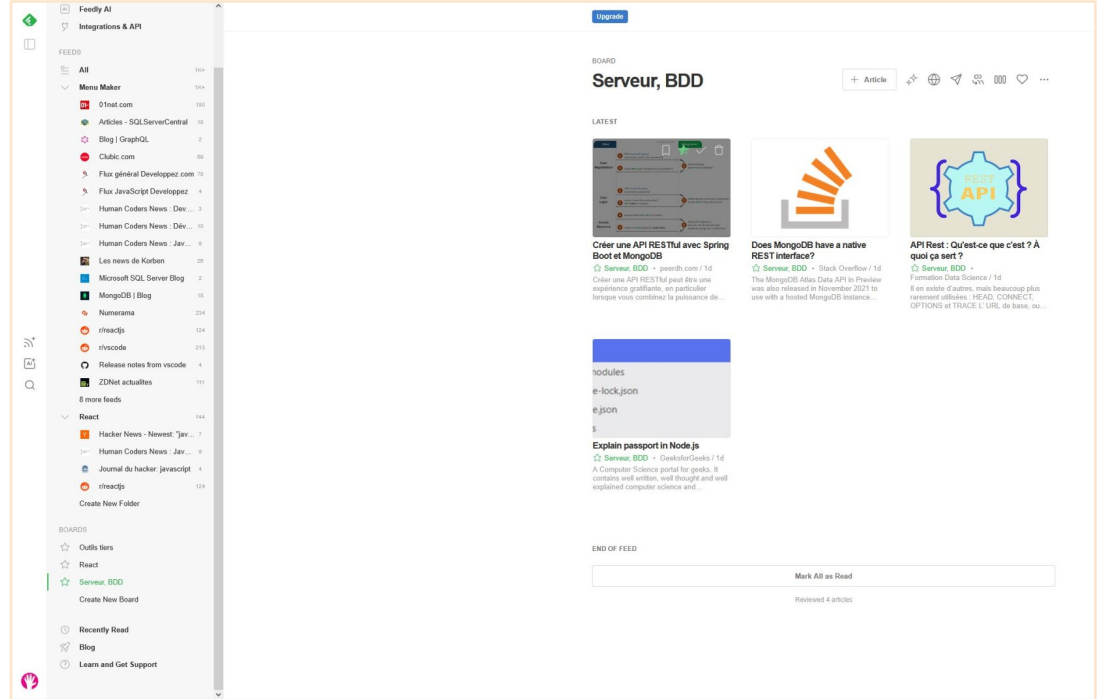 Feedly AI
Integrations & API
FEEDS
All 1K+
Menu Maker 1K+
01net.com 180
Articles - SQLServerCentral 10
Blog | GraphQL 2
Clubic.com
Flux général Developpez.com
Flux JavaScript Developpez 4
Human Coders News : Dev... 3
Human Coders News : Dév... 10
Human Coders News : Jav...
Les news de Korben
Microsoft SQL Server Blog 2
MongoDB | Blog
Numerama 234
r/reactjs 124
r/vscode 213
Release notes from vscode 4
ZDNet actualites 111
8 more feeds
React 144
Hacker News - Newest: "jav... 7
Human Coders News : Jav...
Journal du hacker: javascript 4
r/reactjs 124
Create New Folder
BOARDS
Outils tiers
React
Serveur, BDD
Create New Board
Recently Read
Blog
Learn and Get Support
Upgrade
BOARD
Serveur, BDD
+ Article
LATEST
Créer une API RESTful avec Spring
Boot et MongoDB
Serveur, BDD • peerdh.com / 1d
Créer une API RESTful peut être une
expérience gratifiante, en particulier
lorsque vous combinez la puissance de...
Does MongoDB have a native
REST interface?
Serveur, BDD • Stack Overflow / 1d
The MongoDB Atlas Data API in Preview
was also released in November 2021 to
use with a hosted MongoDB instance...
REST
API
API Rest : Qu'est-ce que c'est ? À
quoi ça sert ?
Serveur, BDD •
Formation Data Science / 1d
Il en existe d'autres, mais beaucoup plus
rarement utilisées : HEAD, CONNECT,
OPTIONS et TRACE L' URL de base, ou...
nodules
e-lock.json
e.json
s
Explain passport in Node.js
Serveur, BDD • GeeksforGeeks / 1d
A Computer Science portal for geeks. It
contains well written, well thought and well
explained computer science and...
END OF FEED
Mark All as Read
Reviewed 4 articles